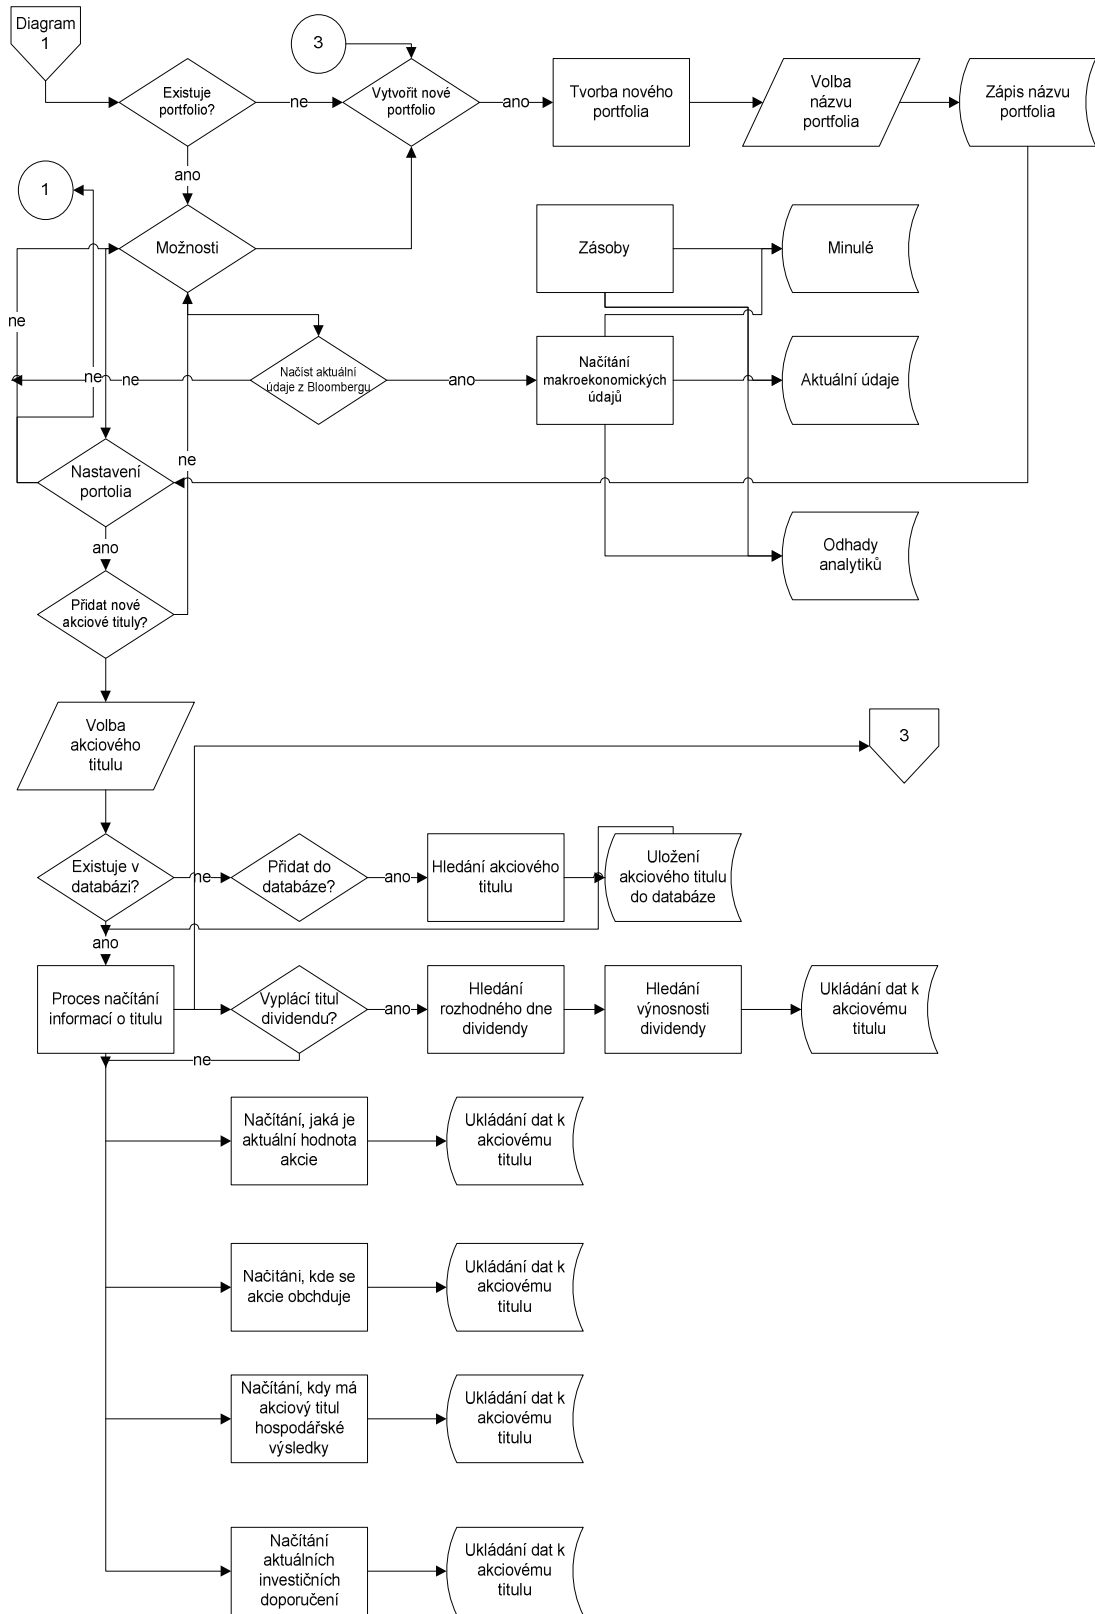 Diagram
1
3
Existuje
portfolio?
ne
Vytvořit nové
portfolio
ano
Tvorba nového
portfolia
Volba
názvu
portfolia
Zápis názvu
portfolia
ano
1
Možnosti
Zásoby
Minulé
ne
Načíst aktuální
údaje z Bloombergu
ano
Načítání
makroekonomických
údajů
Aktuální údaje
ne
ne
ne
Nastavení
portolia
ano
Odhady
analytiků
Přidat nové
akciové tituly?
Volba
akciového
titulu
3
Existuje v
databázi?
ne
Přidat do
databáze?
ano
Hledání akciového
titulu
Uložení
akciového titulu
do databáze
ano
Proces načítání
informací o titulu
Vyplácí titul
dividendu?
ano
Hledání
rozhodného dne
dividendy
Hledání
výnosnosti
dividendy
Ukládání dat k
akciovému
titulu
ne
Načítání, jaká je
aktuální hodnota
akcie
Ukládání dat k
akciovému
titulu
Načítání, kde se
akcie obchduje
Ukládání dat k
akciovému
titulu
Načítání, kdy má
akciový titul
hospodářské
výsledky
Ukládání dat k
akciovému
titulu
Načítání
aktuálních
investičních
doporučení
Ukládání dat k
akciovému
titulu